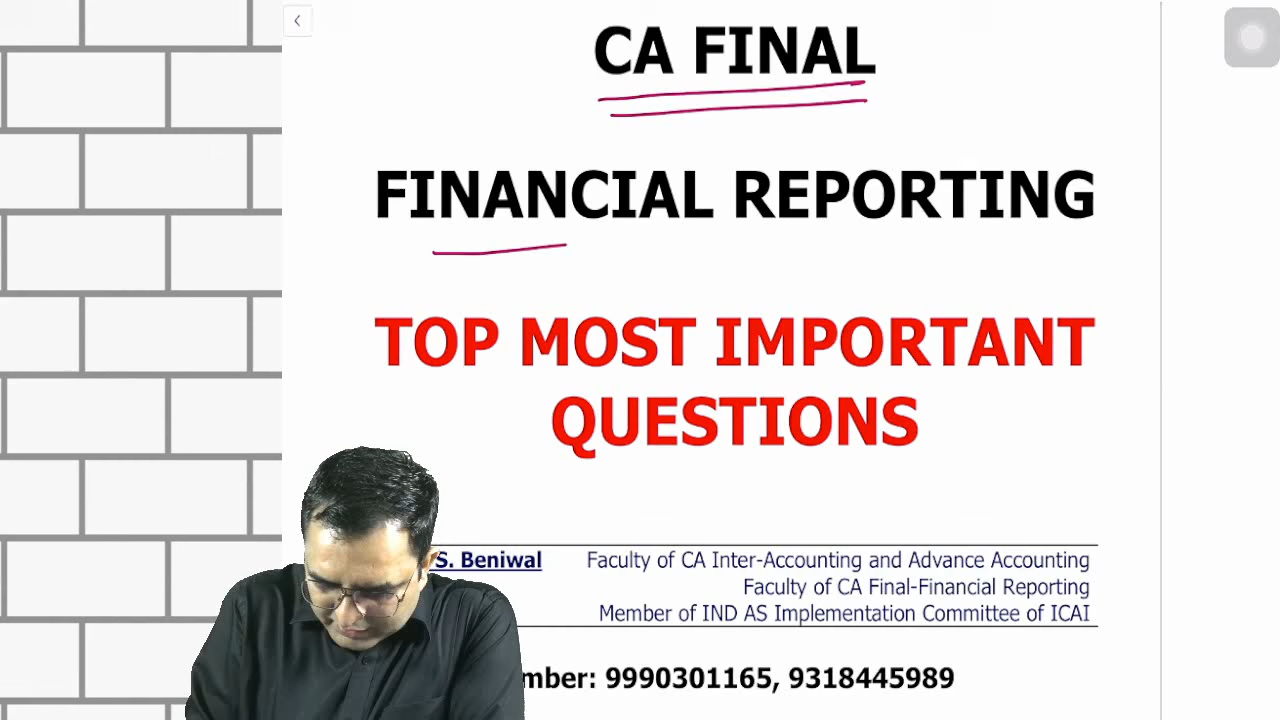 CA FINAL
FINANCIAL REPORTING
TOP MOST IMPORTANT
QUESTIONS
S. Beniwal Faculty of CA Inter-Accounting and Advance Accounting
Faculty of CA Final-Financial Reporting
Member of IND AS Implementation Committee of ICAI
mber: 9990301165, 9318445989